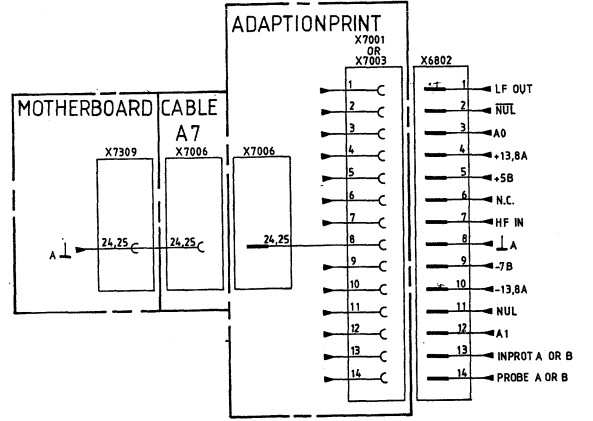 ADAPTIONPRINT
X7001
OR
X7003
X6802
MOTHERBOARD
CABLE
A7
X7309
X7006
X7006
1
2
3
4
5
6
7
8
9
10
11
12
13
14
24,25
24,25
24,25
A
1 LF OUT
2 N̅U̅L̅
3 A0
4 +13,8A
5 +5B
6 N.C.
7 HF IN
8 ⊥ A
9 -7B
10 -13,8A
11 NUL
12 A1
13 INPROT A OR B
14 PROBE A OR B